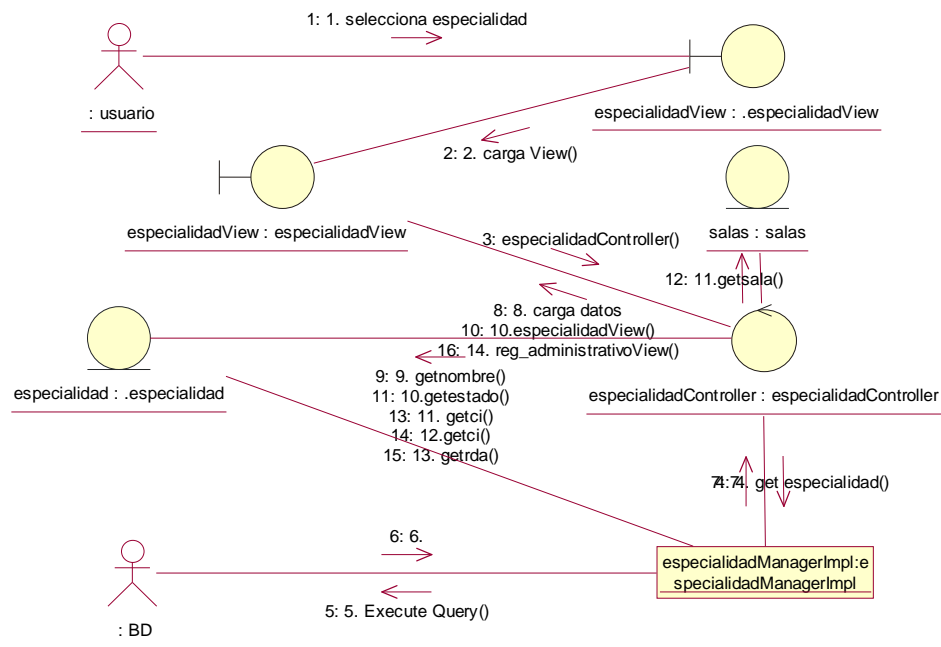 1: 1. selecciona especialidad
: usuario
especialidadView : .especialidadView
2: 2. carga View()
especialidadView : especialidadView
salas : salas
3: especialidadController()
12: 11.getsala()
8: 8. carga datos
10: 10.especialidadView()
16: 14. reg_administrativoView()
especialidad : .especialidad
9: 9. getnombre()
11: 10.getestado()
13: 11. getci()
14: 12.getci()
15: 13. getrda()
especialidadController : especialidadController
4. get especialidad()
6: 6.
especialidadManagerImpl:e
specialidadManagerImpl
5: 5. Execute Query()
: BD